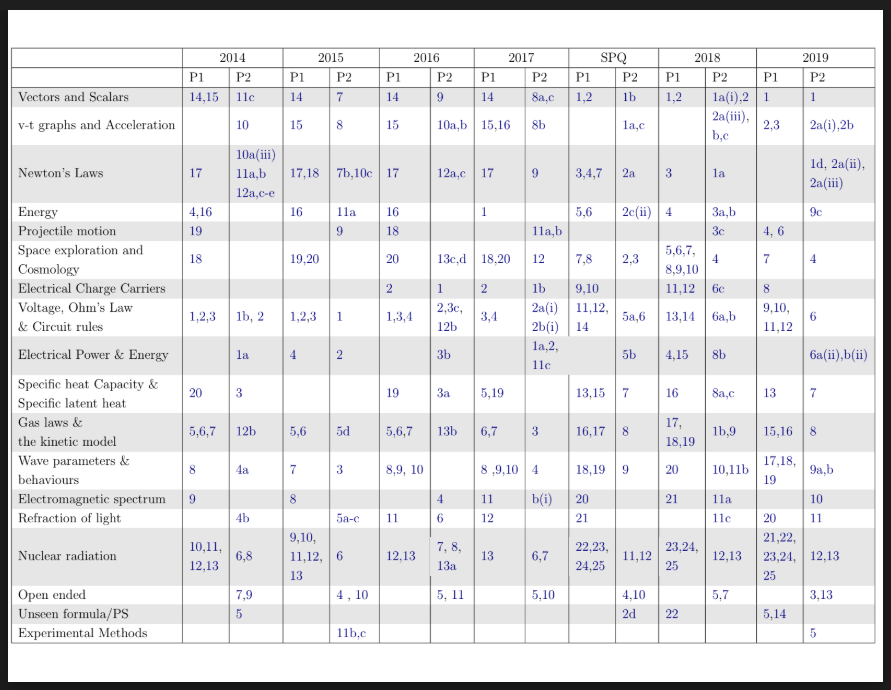 2014 2015 2016 2017 SPQ 2018 2019
P1 P2 P1 P2 P1 P2 P1 P2 P1 P2 P1 P2 P1 P2
Vectors and Scalars 14,15 11c 14 7 14 9 14 8a,c 1,2 1b 1,2 1a(i),2 1 1
v-t graphs and Acceleration 10 15 8 15 10a,b 15,16 8b 1a,c 2a(iii), 2,3 2a(i),2b
b,c
10a(iii)
Newton's Laws 17 11a,b 17,18 7b,10c 17 12a,c 17 9 3,4,7 2a 3 1a 1d, 2a(ii),
12a,c-e 2a(iii)
Energy 4,16 16 11a 16 1 5,6 2c(ii) 4 3a,b 9c
Projectile motion 19 9 18 11a,b 3c 4, 6
Space exploration and 5,6,7,
18 19,20 20 13c,d 18,20 12 7,8 2,3 4 7 4
Cosmology 8,9,10
Electrical Charge Carriers 2 1 2 1b 9,10 11,12 6c 8
Voltage, Ohm's Law 2,3c, 2a(i) 11,12, 9,10,
1,2,3 1b, 2 1,2,3 1 1,3,4 3,4 5a,6 13,14 6a,b 6
& Circuit rules 12b 2b(i) 14 11,12
1a,2,
Electrical Power & Energy 1a 4 2 3b 5b 4,15 8b 6a(ii),b(ii)
11c
Specific heat Capacity &
20 3 19 3a 5,19 13,15 7 16 8a,c 13 7
Specific latent heat
Gas laws & 17,
5,6,7 12b 5,6 5d 5,6,7 13b 6,7 3 16,17 8 1b,9 15,16 8
the kinetic model 18,19
Wave parameters & 17,18,
8 4a 7 3 8,9, 10 8 ,9,10 4 18,19 9 20 10,11b 9a,b
behaviours 19
Electromagnetic spectrum 9 8 4 11 b(i) 20 21 11a 10
Refraction of light 4b 5a-c 11 6 12 21 11c 20 11
9,10, 21,22,
10,11, 7, 8, 22,23, 23,24,
Nuclear radiation 6,8 11,12, 6 12,13 13 6,7 11,12 12,13 23,24, 12,13
12,13 13a 24,25 25
13 25
Open ended 7,9 4 , 10 5, 11 5,10 4,10 5,7 3,13
Unseen formula/PS 5 2d 22 5,14
Experimental Methods 11b,c 5